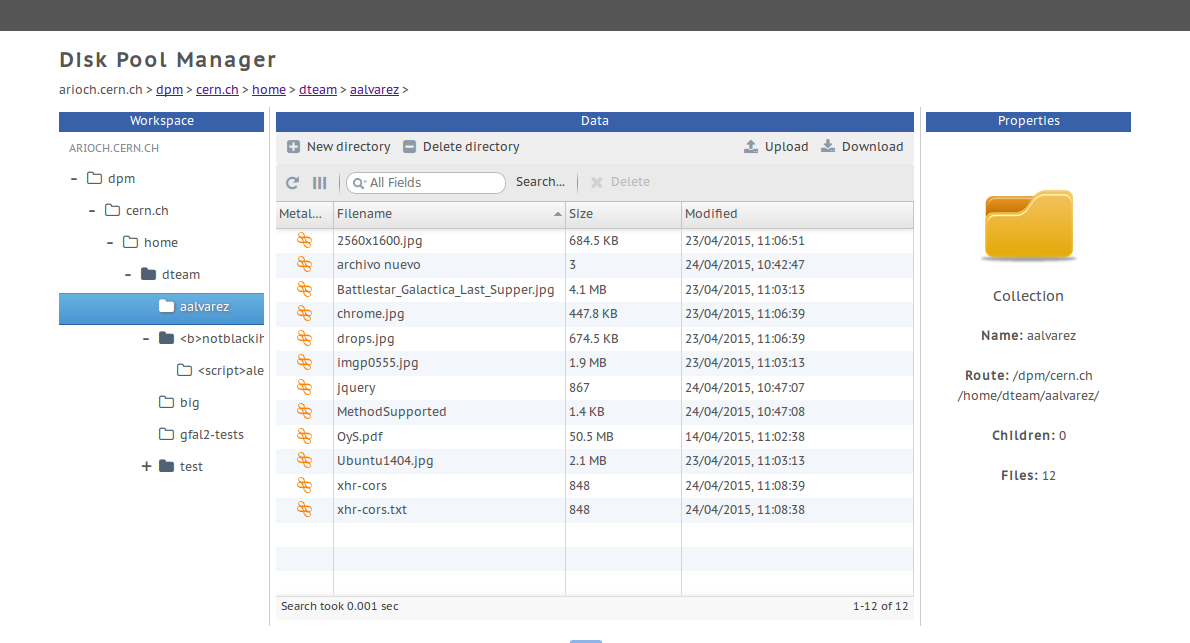 Disk Pool Manager
arioch.cern.ch > dpm > cern.ch > home > dteam > aalvarez >
Workspace
ARIOCH.CERN.CH
- dpm
- cern.ch
- home
- dteam
aalvarez
- <b>notblackih
<script>ale
big
gfal2-tests
+ test
Data
New directory Delete directory Upload Download
All Fields Search... Delete
Metal... Filename Size Modified
2560x1600.jpg 684.5 KB 23/04/2015, 11:06:51
archivo nuevo 3 24/04/2015, 10:42:47
Battlestar_Galactica_Last_Supper.jpg 4.1 MB 23/04/2015, 11:03:13
chrome.jpg 447.8 KB 23/04/2015, 11:06:39
drops.jpg 674.5 KB 23/04/2015, 11:06:39
imgp0555.jpg 1.9 MB 23/04/2015, 11:03:13
jquery 867 24/04/2015, 10:47:07
MethodSupported 1.4 KB 24/04/2015, 10:47:08
OyS.pdf 50.5 MB 14/04/2015, 11:02:38
Ubuntu1404.jpg 2.1 MB 23/04/2015, 11:03:13
xhr-cors 848 24/04/2015, 11:08:39
xhr-cors.txt 848 24/04/2015, 11:08:38
Search took 0.001 sec 1-12 of 12
Properties
Collection
Name: aalvarez
Route: /dpm/cern.ch
/home/dteam/aalvarez/
Children: 0
Files: 12